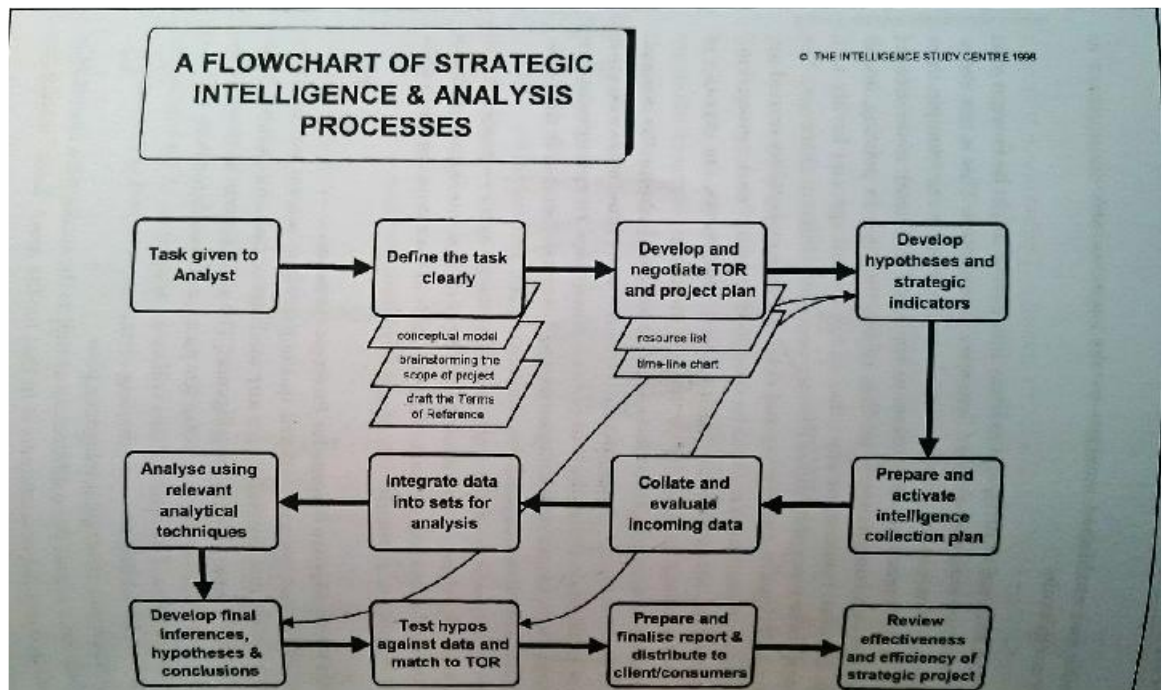 A FLOWCHART OF STRATEGIC
INTELLIGENCE & ANALYSIS
PROCESSES
© THE INTELLIGENCE STUDY CENTRE 1998
Task given to
Analyst
Define the task
clearly
conceptual model
brainstorming the
scope of project
draft the Terms
of Reference
Develop and
negotiate TOR
and project plan
resource list
time-line chart
Develop
hypotheses and
strategic
indicators
Prepare and
activate
intelligence
collection plan
Collate and
evaluate
incoming data
Integrate data
into sets for
analysis
Analyse using
relevant
analytical
techniques
Develop final
inferences,
hypotheses &
conclusions
Test hypos
against data and
match to TOR
Prepare and
finalise report &
distribute to
client/consumers
Review
effectiveness
and efficiency of
strategic project